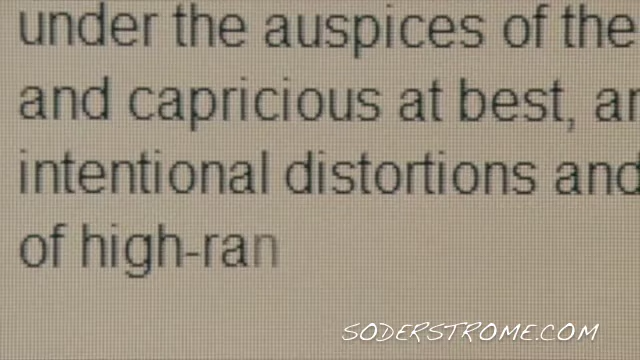 under the auspices of the
and capricious at best, ar
intentional distortions and
of high-ran
SODERSTROME.COM